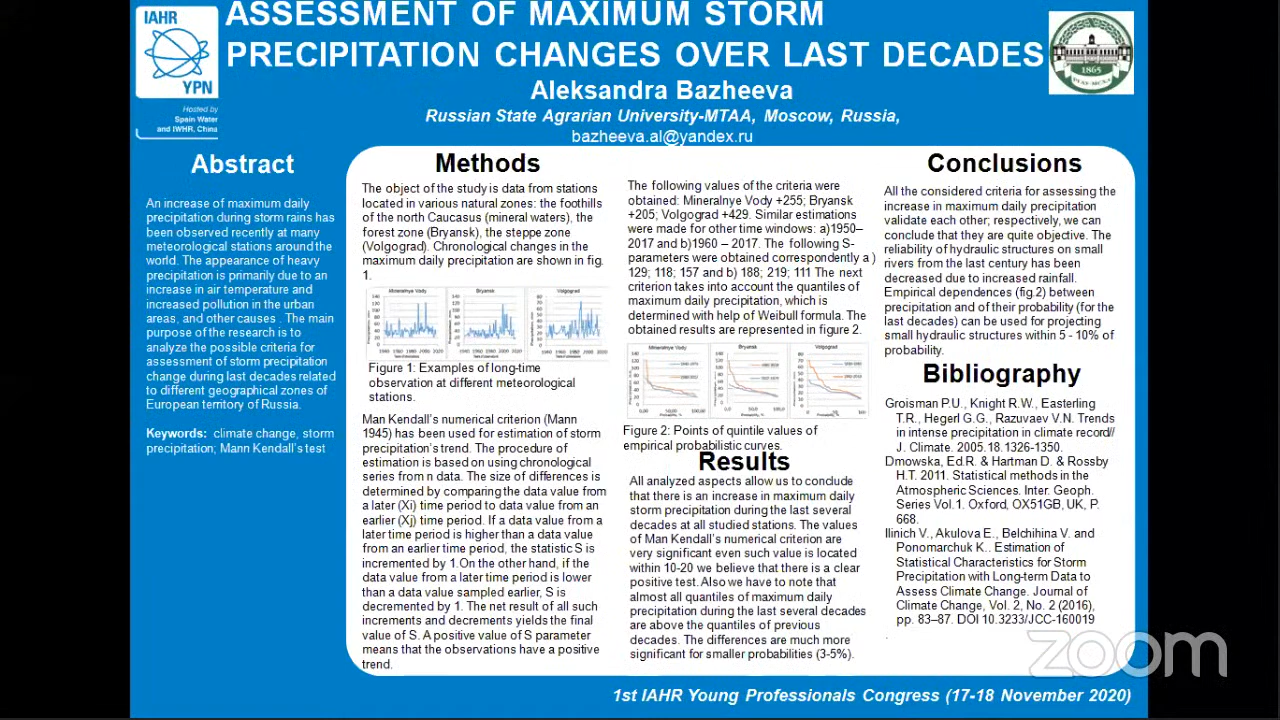 IAHR
YPN
Hosted by
Spain Water
and IWHR, China
ASSESSMENT OF MAXIMUM STORM
PRECIPITATION CHANGES OVER LAST DECADES
Aleksandra Bazheeva
Russian State Agrarian University-MTAA, Moscow, Russia,
bazheeva.al@yandex.ru
1865
Abstract
An increase of maximum daily
precipitation during storm rains has
been observed recently at many
meteorological stations around the
world. The appearance of heavy
precipitation is primarily due to an
increase in air temperature and
increased pollution in the urban
areas, and other causes . The main
purpose of the research is to
analyze the possible criteria for
assessment of storm precipitation
change during last decades related
to different geographical zones of
European territory of Russia.
Keywords: climate change, storm
precipitation; Mann Kendall's test
Methods
The object of the study is data from stations
located in various natural zones: the foothills
of the north Caucasus (mineral waters), the
forest zone (Bryansk), the steppe zone
(Volgograd). Chronological changes in the
maximum daily precipitation are shown in fig.
1.
Mineralnye Vody
Bryansk
Volgograd
Figure 1: Examples of long-time
observation at different meteorological
stations.
Man Kendall's numerical criterion (Mann
1945) has been used for estimation of storm
precipitation's trend. The procedure of
estimation is based on using chronological
series from n data. The size of differences is
determined by comparing the data value from
a later (Xi) time period to data value from an
earlier (Xj) time period. If a data value from a
later time period is higher than a data value
from an earlier time period, the statistic S is
incremented by 1.On the other hand, if the
data value from a later time period is lower
than a data value sampled earlier, S is
decremented by 1. The net result of all such
increments and decrements yields the final
value of S. A positive value of S parameter
means that the observations have a positive
trend.
The following values of the criteria were
obtained: Mineralnye Vody +255; Bryansk
+205; Volgograd +429. Similar estimations
were made for other time windows: a)1950–
2017 and b)1960 – 2017. The following S-
parameters were obtained correspondently a )
129; 118; 157 and b) 188; 219; 111 The next
criterion takes into account the quantiles of
maximum daily precipitation, which is
determined with help of Weibull formula. The
obtained results are represented in figure 2.
Mineralnye Vody
Bryansk
Volgograd
Figure 2: Points of quintile values of
empirical probabilistic curves.
Results
All analyzed aspects allow us to conclude
that there is an increase in maximum daily
storm precipitation during the last several
decades at all studied stations. The values
of Man Kendall's numerical criterion are
very significant even such value is located
within 10-20 we believe that there is a clear
positive test. Also we have to note that
almost all quantiles of maximum daily
precipitation during the last several decades
are above the quantiles of previous
decades. The differences are much more
significant for smaller probabilities (3-5%).
Conclusions
All the considered criteria for assessing the
increase in maximum daily precipitation
validate each other; respectively, we can
conclude that they are quite objective. The
reliability of hydraulic structures on small
rivers from the last century has been
decreased due to increased rainfall.
Empirical dependences (fig.2) between
precipitation and of their probability (for the
last decades) can be used for projecting
small hydraulic structures within 5 - 10% of
probability.
Bibliography
Groisman P.U., Knight R.W., Easterling
T.R., Hegerl G.G., Razuvaev V.N. Trends
in intense precipitation in climate record//
J. Climate. 2005.18.1326-1350.
Dmowska, Ed.R. & Hartman D. & Rossby
H.T. 2011. Statistical methods in the
Atmospheric Sciences. Inter. Geoph.
Series Vol.1. Oxford, OX51GB, UK, P.
668.
Ilinich V., Akulova E., Belchihina V. and
Ponomarchuk K.. Estimation of
Statistical Characteristics for Storm
Precipitation with Long-term Data to
Assess Climate Change. Journal of
Climate Change, Vol. 2, No. 2 (2016),
pp. 83–87. DOI 10.3233/JCC-160019
zoom
1st IAHR Young Professionals Congress (17-18 November 2020)